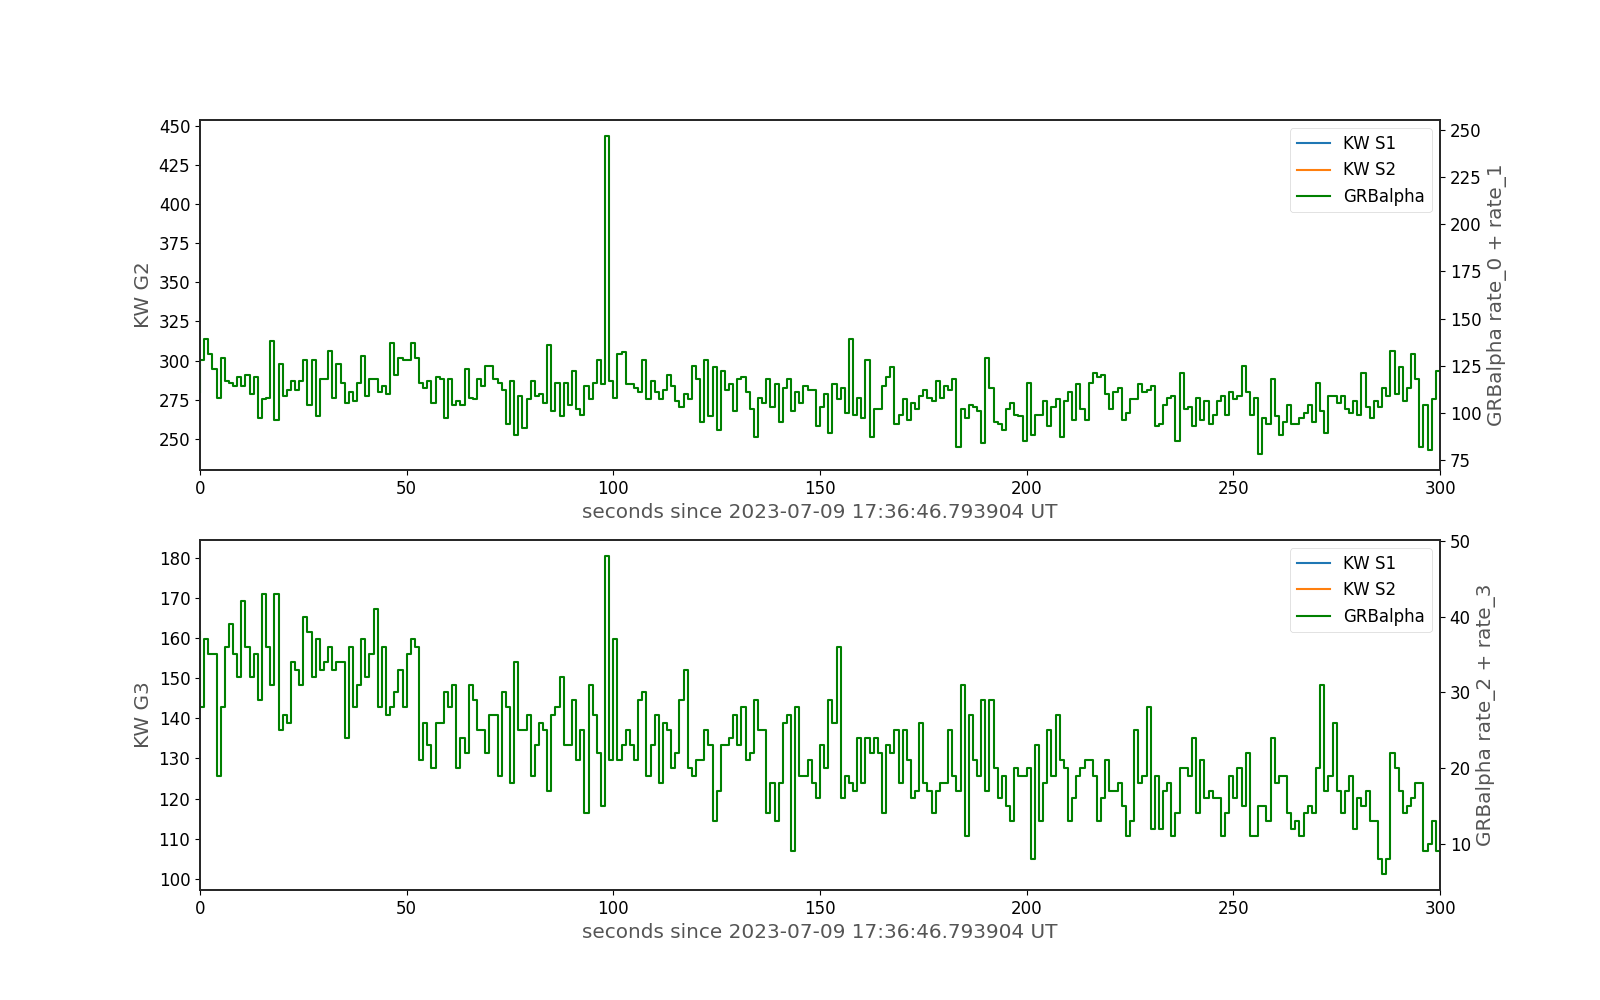 450
425
400
375
350
325
300
275
250
KW G2
250
225
200
175
150
125
100
75
GRBalpha rate_0 + rate_1
KW S1
KW S2
GRBalpha
0 50 100 150 200 250 300
seconds since 2023-07-09 17:36:46.793904 UT
180
170
160
150
140
130
120
110
100
KW G3
50
40
30
20
10
GRBalpha rate_2 + rate_3
KW S1
KW S2
GRBalpha
0 50 100 150 200 250 300
seconds since 2023-07-09 17:36:46.793904 UT